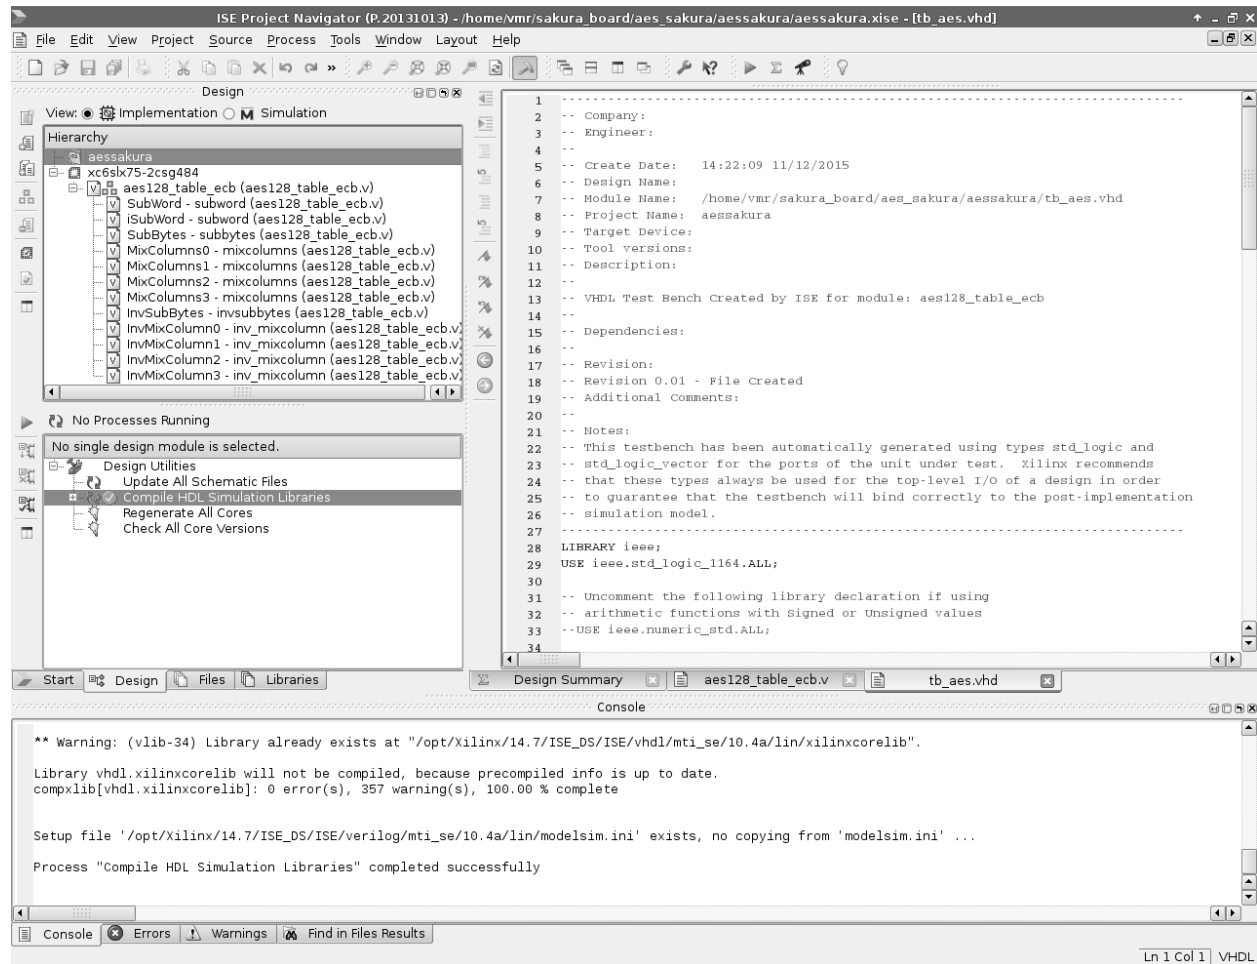 ISE Project Navigator (P.20131013) - /home/vmr/sakura_board/aes_sakura/aessakura/aessakura.xise - [tb_aes.vhd]
File Edit View Project Source Process Tools Window Layout Help
Design
View: Implementation Simulation
Hierarchy
aessakura
xc6slx75-2csg484
aes128_table_ecb (aes128_table_ecb.v)
SubWord - subword (aes128_table_ecb.v)
iSubWord - subword (aes128_table_ecb.v)
SubBytes - subbytes (aes128_table_ecb.v)
MixColumns0 - mixcolumns (aes128_table_ecb.v)
MixColumns1 - mixcolumns (aes128_table_ecb.v)
MixColumns2 - mixcolumns (aes128_table_ecb.v)
MixColumns3 - mixcolumns (aes128_table_ecb.v)
InvSubBytes - invsubbytes (aes128_table_ecb.v)
InvMixColumn0 - inv_mixcolumn (aes128_table_ecb.v)
InvMixColumn1 - inv_mixcolumn (aes128_table_ecb.v)
InvMixColumn2 - inv_mixcolumn (aes128_table_ecb.v)
InvMixColumn3 - inv_mixcolumn (aes128_table_ecb.v)
No Processes Running
No single design module is selected.
Design Utilities
Update All Schematic Files
Compile HDL Simulation Libraries
Regenerate All Cores
Check All Core Versions
Start Design Files Libraries
1 ----------------------------------------------------------------------------------
2 -- Company:
3 -- Engineer:
4 --
5 -- Create Date: 14:22:09 11/12/2015
6 -- Design Name:
7 -- Module Name: /home/vmr/sakura_board/aes_sakura/aessakura/tb_aes.vhd
8 -- Project Name: aessakura
9 -- Target Device:
10 -- Tool versions:
11 -- Description:
12 --
13 -- VHDL Test Bench Created by ISE for module: aes128_table_ecb
14 --
15 -- Dependencies:
16 --
17 -- Revision:
18 -- Revision 0.01 - File Created
19 -- Additional Comments:
20 --
21 -- Notes:
22 -- This testbench has been automatically generated using types std_logic and
23 -- std_logic_vector for the ports of the unit under test. Xilinx recommends
24 -- that these types always be used for the top-level I/O of a design in order
25 -- to guarantee that the testbench will bind correctly to the post-implementation
26 -- simulation model.
27 ----------------------------------------------------------------------------------
28 LIBRARY ieee;
29 USE ieee.std_logic_1164.ALL;
30
31 -- Uncomment the following library declaration if using
32 -- arithmetic functions with Signed or Unsigned values
33 --USE ieee.numeric_std.ALL;
34
Design Summary aes128_table_ecb.v tb_aes.vhd
Console
** Warning: (vlib-34) Library already exists at "/opt/Xilinx/14.7/ISE_DS/ISE/vhdl/mti_se/10.4a/lin/xilinxcorelib".
Library vhdl.xilinxcorelib will not be compiled, because precompiled info is up to date.
compxlib[vhdl.xilinxcorelib]: 0 error(s), 357 warning(s), 100.00 % complete
Setup file '/opt/Xilinx/14.7/ISE_DS/ISE/verilog/mti_se/10.4a/lin/modelsim.ini' exists, no copying from 'modelsim.ini' ...
Process "Compile HDL Simulation Libraries" completed successfully
Console Errors Warnings Find in Files Results
Ln 1 Col 1 VHDL